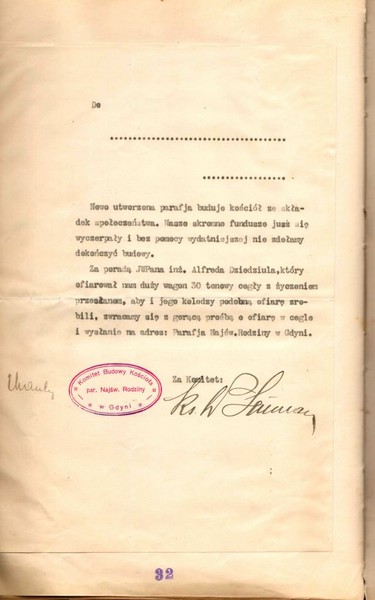 Do
......................................
..................
Nowo utworzona parafja buduje kościół ze skła-
dek społeczeństwa. Nasze skromne fundusze już się
wyczerpały i bez pomocy wydatniejszej nie zdołamy
dokończyć budowy.
Za poradą JWPana inż. Alfreda Dziedziula,który
ofiarował nam duży wagon 30 tonowy cegły z życzeniem
przesłanem, aby i jego koledzy podobną ofiarę zro-
bili, zwracamy się z gorącą prośbą o ofiarę w cegle
i wysłanie na adres: Parafja Najśw.Rodziny w Gdyni.
Za Komitet:
Komitet Budowy Kościoła
par. Najśw. Rodziny
w Gdyni
ks
32